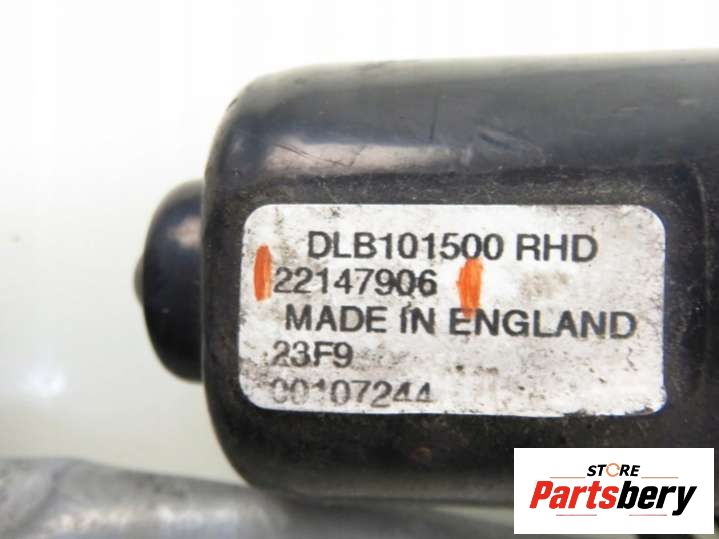 DLB101500 RHD
22147906
MADE IN ENGLAND
23F9
00107244
STORE
Partsbery